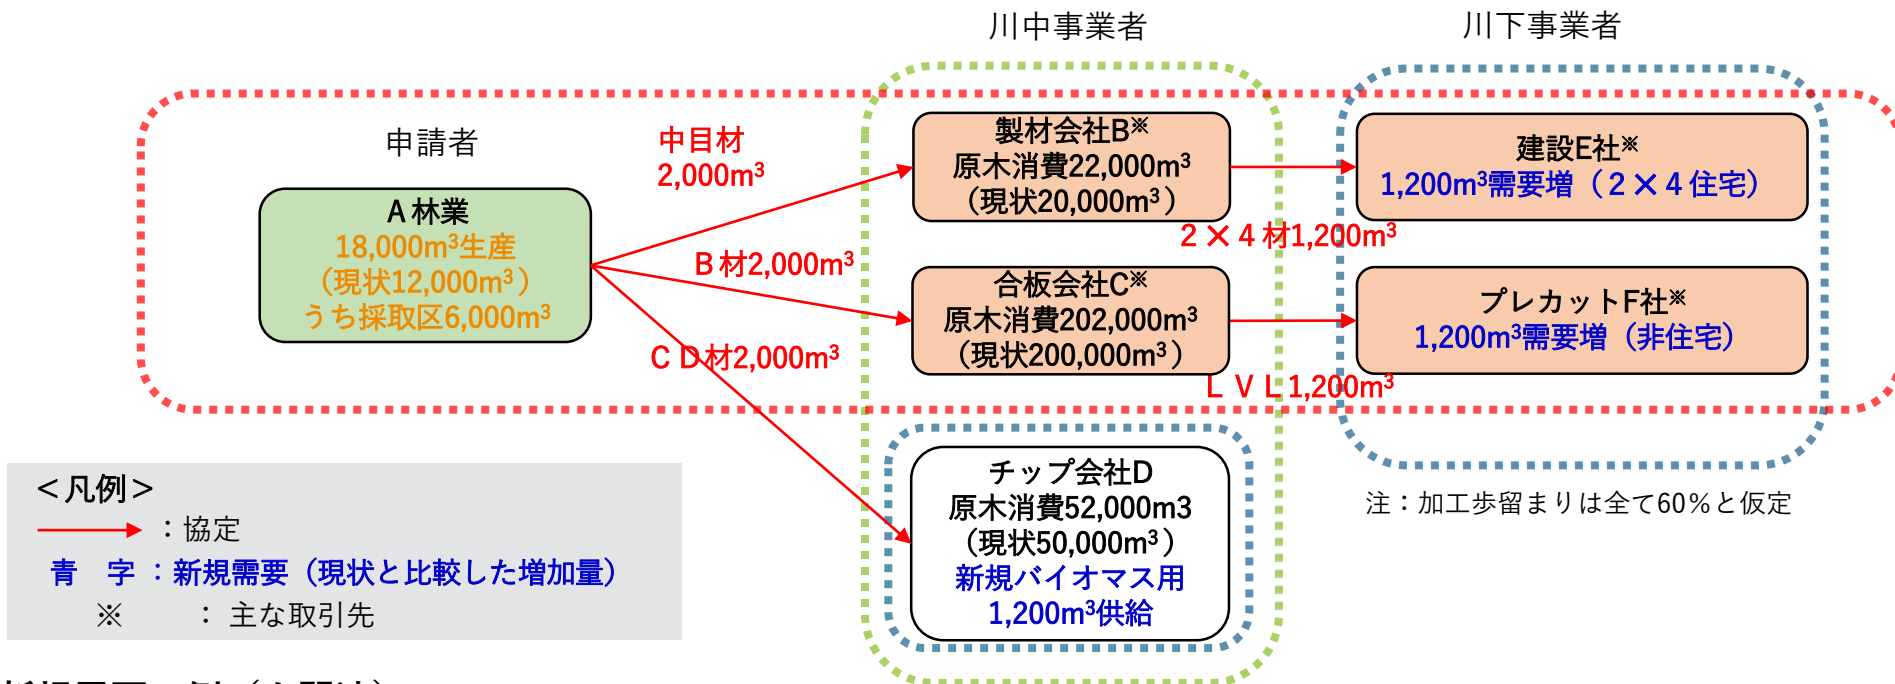 川中事業者
川下事業者
申請者
A林業
18,000m³生産
（現状12,000m³）
うち採取区6,000m³
中目材
2,000m³
B材2,000m³
CD材2,000m³
製材会社B※
原木消費22,000m³
（現状20,000m³）
合板会社C※
原木消費202,000m³
（現状200,000m³）
チップ会社D
原木消費52,000m3
（現状50,000m³）
新規バイオマス用
1,200m³供給
2×4材1,200m³
LVL1,200m³
建設E社※
1,200m³需要増（2×4住宅）
プレカットF社※
1,200m³需要増（非住宅）
注：加工歩留まりは全て60％と仮定
＜凡例＞
：協定
青　字：新規需要（現状と比較した増加量）
※　：主な取引先